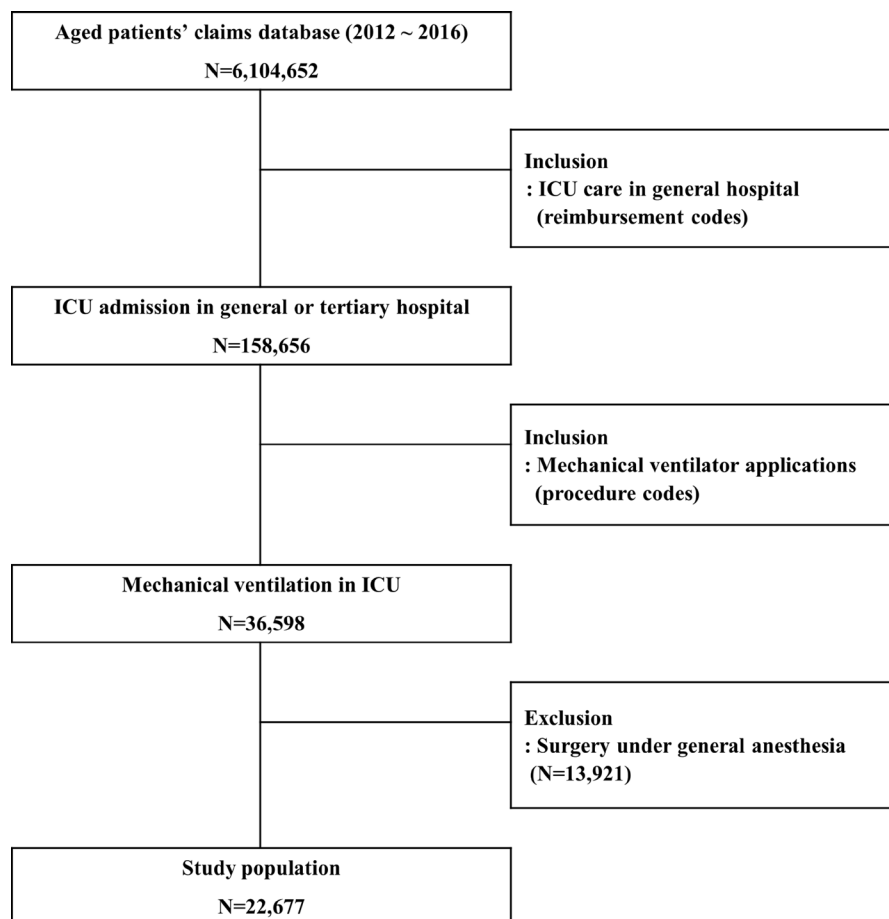 Aged patients’ claims database (2012 ~ 2016)
N=6,104,652
Inclusion
: ICU care in general hospital
(reimbursement codes)
ICU admission in general or tertiary hospital
N=158,656
Inclusion
: Mechanical ventilator applications
(procedure codes)
Mechanical ventilation in ICU
N=36,598
Exclusion
: Surgery under general anesthesia
(N=13,921)
Study population
N=22,677